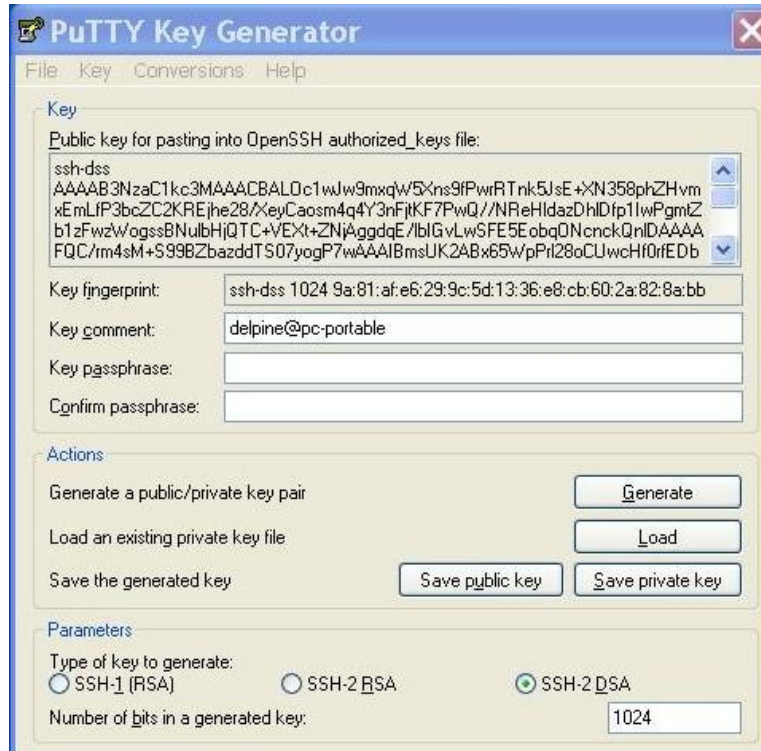 PuTTY Key Generator
File Key Conversions Help
Key
Public key for pasting into OpenSSH authorized_keys file:
ssh-dss
AAAAB3NzaC1kc3MAAACBALOc1wJw9mxqW5Xns9fPwrRTnk5JsE+XN358phZHvm
xEmLfP3bcZC2KREjhe28/XeyCaosm4q4Y3nFjtKF7PwQ//NReHIdazDhlDfp1IwPgmtZ
b1zFwzWogssBNulbHjQTC+VEXt+ZNjAggdqE/lbIGvLwSFE5EobqONcnckQnIDAAAA
FQC/rm4sM+S99BZbazddTS07yogP7wAAAIBmsUK2ABx65WpPrl28oCUwcHf0rfEDb
Key fingerprint: ssh-dss 1024 9a:81:af:e6:29:9c:5d:13:36:e8:cb:60:2a:82:8a:bb
Key comment: delpine@pc-portable
Key passphrase:
Confirm passphrase:
Actions
Generate a public/private key pair Generate
Load an existing private key file Load
Save the generated key Save public key Save private key
Parameters
Type of key to generate:
SSH-1 (RSA) SSH-2 RSA SSH-2 DSA
Number of bits in a generated key: 1024